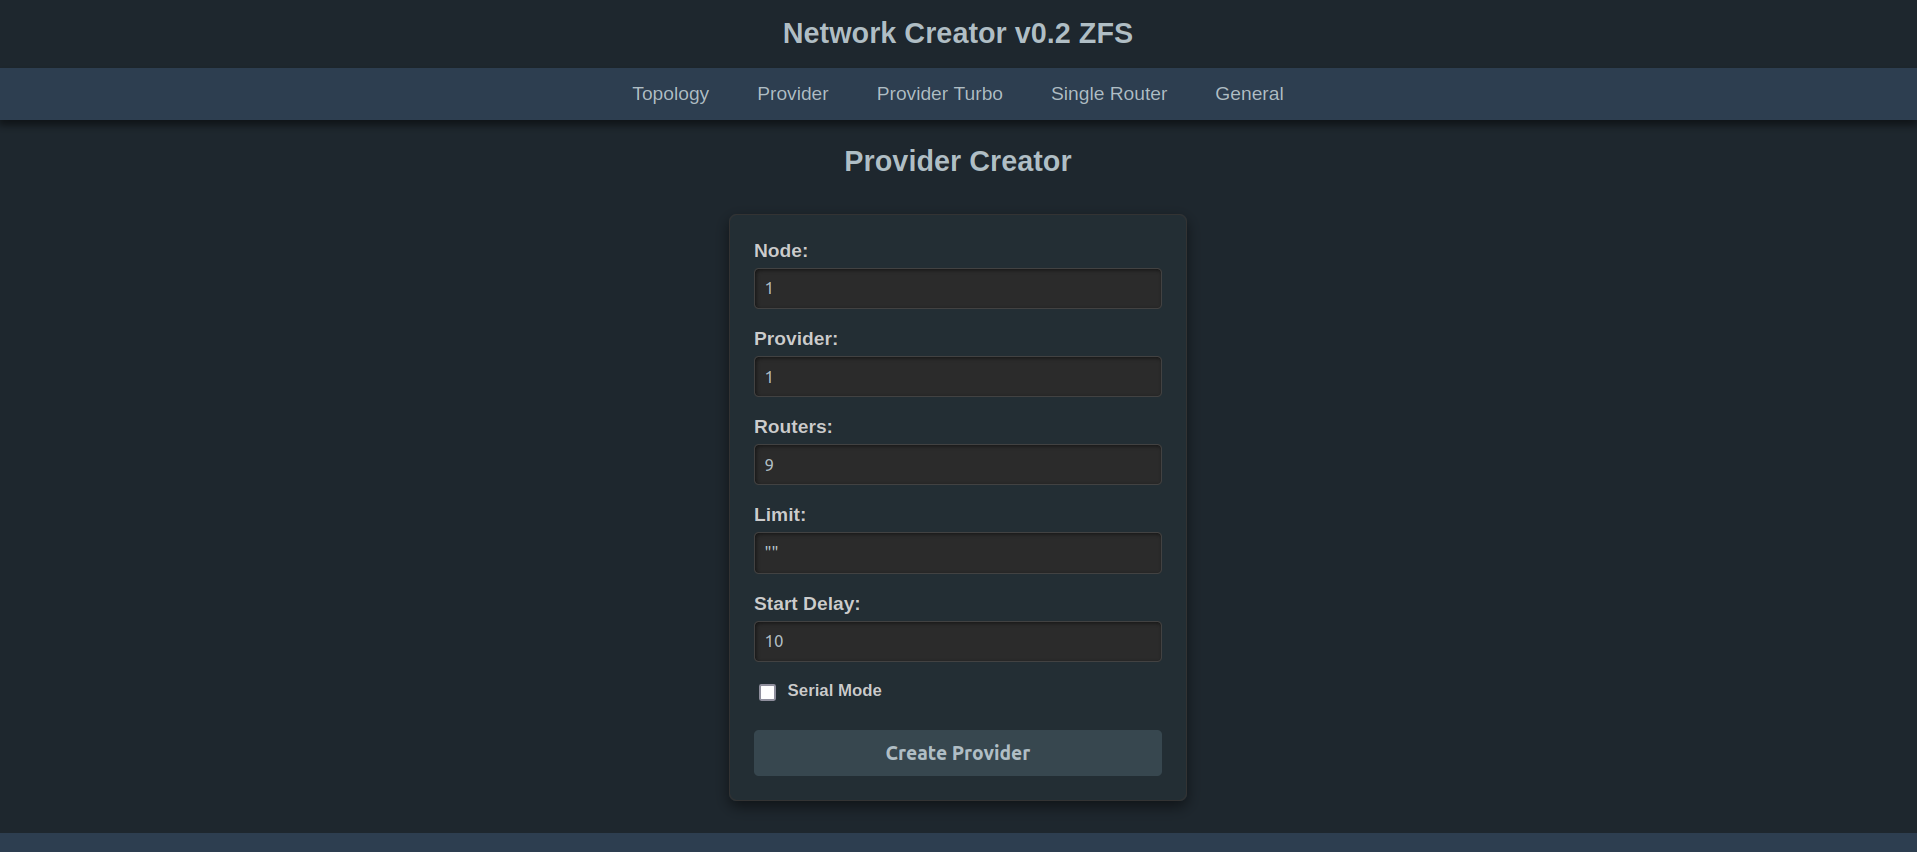 Network Creator v0.2 ZFS
Topology Provider Provider Turbo Single Router General
Provider Creator
Node:
1
Provider:
1
Routers:
9
Limit:
""
Start Delay:
10
Serial Mode
Create Provider